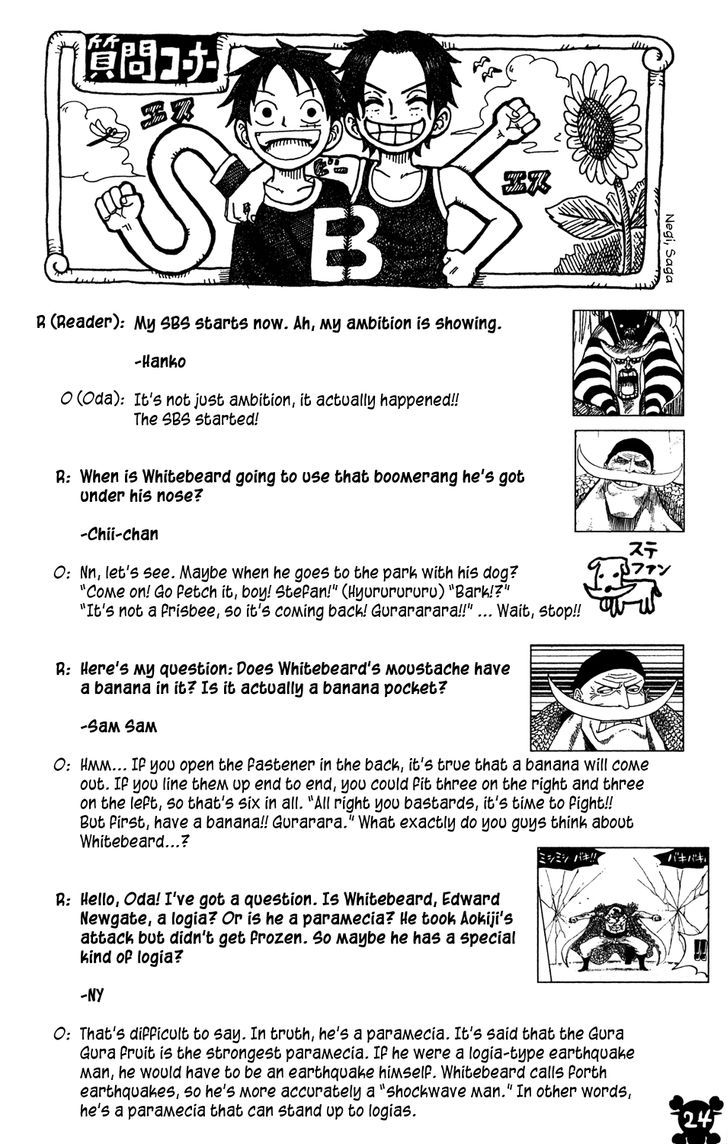 質問コーナー
エス
ビー
エス
B
Negi, Saga
R (Reader): My SBS starts now. Ah, my ambition is showing.
-Hanko
O (Oda): It's not just ambition, it actually happened!!
The SBS started!
R: When is Whitebeard going to use that boomerang he's got
under his nose?
-Chii-chan
O: Nn, let's see. Maybe when he goes to the park with his dog?
"Come on! Go fetch it, boy! Stefan!" (Hyurururuu) "Bark!?"
"It's not a frisbee, so it's coming back! Gurararara!!" ... Wait, stop!!
ステ
ファン
R: Here's my question: Does Whitebeard's moustache have
a banana in it? Is it actually a banana pocket?
-Sam Sam
O: Hmm... If you open the fastener in the back, it's true that a banana will come
out. If you line them up end to end, you could fit three on the right and three
on the left, so that's six in all. "All right you bastards, it's time to fight!!
But first, have a banana!! Gurarara." What exactly do you guys think about
Whitebeard...?
R: Hello, Oda! I've got a question. Is Whitebeard, Edward
Newgate, a logia? Or is he a paramecia? He took Aokiji's
attack but didn't get frozen. So maybe he has a special
kind of logia?
-NY
ミシミシ バキ!!
バキバキ
!!
O: That's difficult to say. In truth, he's a paramecia. It's said that the Gura
Gura fruit is the strongest paramecia. If he were a logia-type earthquake
man, he would have to be an earthquake himself. Whitebeard calls forth
earthquakes, so he's more accurately a "shockwave man." In other words,
he's a paramecia that can stand up to logias.
24